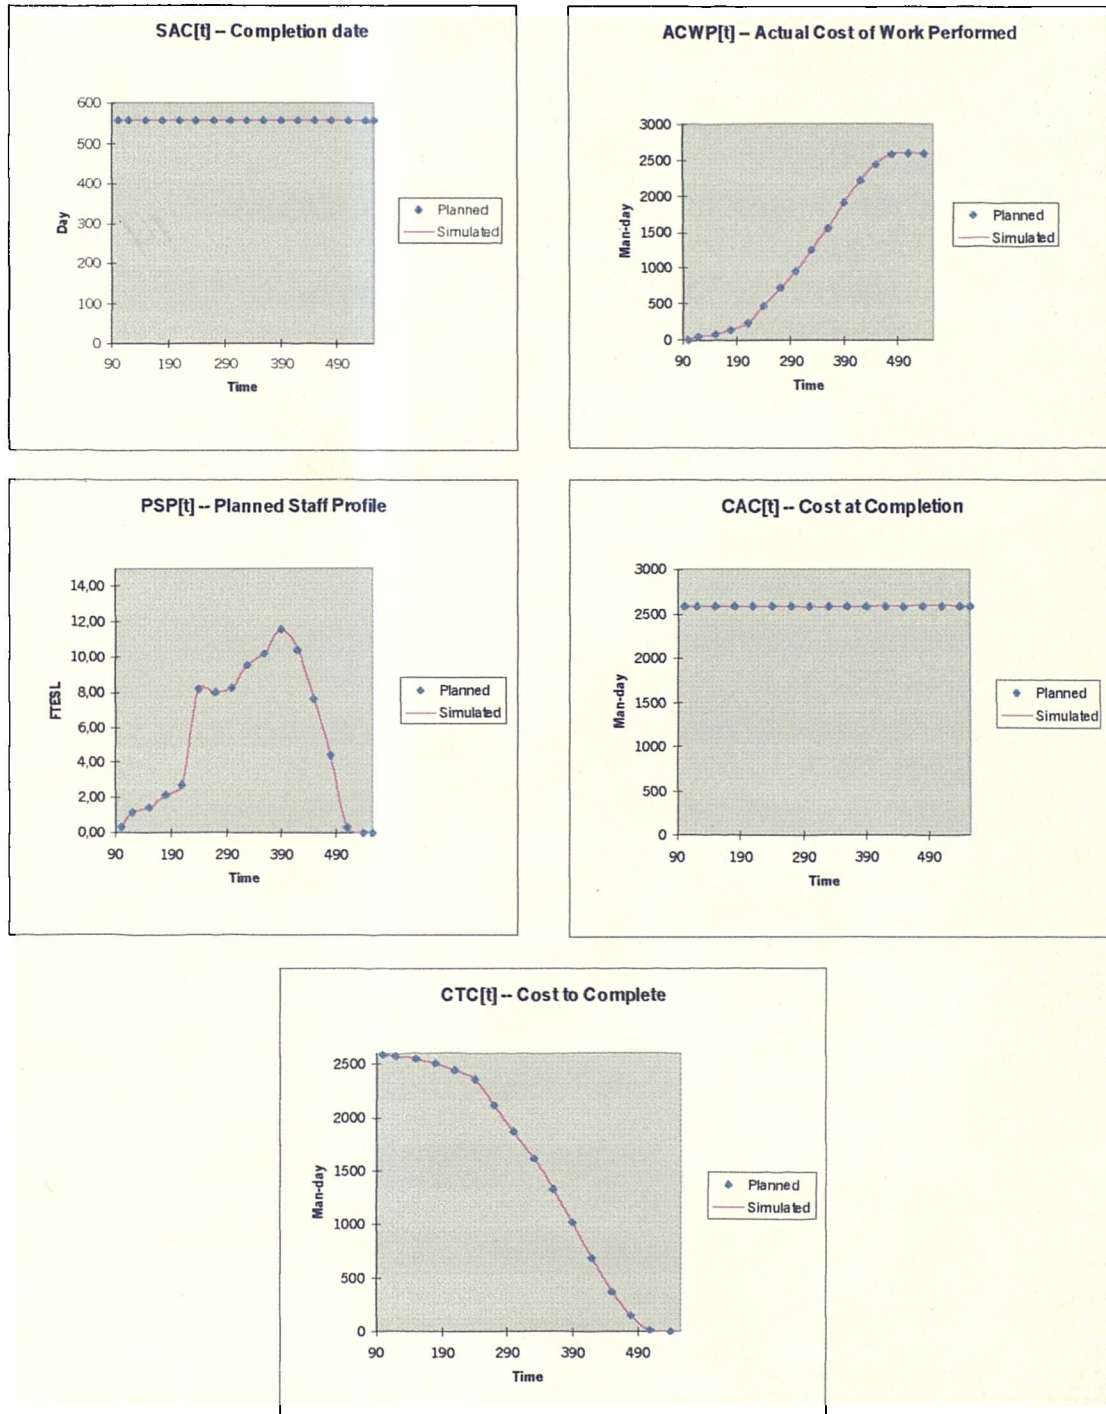 SAC[t] -- Completion date
600
500
400
300
200
100
0
Day
90 190 290 390 490
Time
Planned
Simulated
ACWP[t] -- Actual Cost of Work Performed
3000
2500
2000
1500
1000
500
0
Man-day
90 190 290 390 490
Time
Planned
Simulated
PSP[t] -- Planned Staff Profile
14,00
12,00
10,00
8,00
6,00
4,00
2,00
0,00
FTESL
90 190 290 390 490
Time
Planned
Simulated
CAC[t] -- Cost at Completion
3000
2500
2000
1500
1000
500
0
Man-day
90 190 290 390 490
Time
Planned
Simulated
CTC[t] -- Cost to Complete
2500
2000
1500
1000
500
0
Man-day
90 190 290 390 490
Time
Planned
Simulated